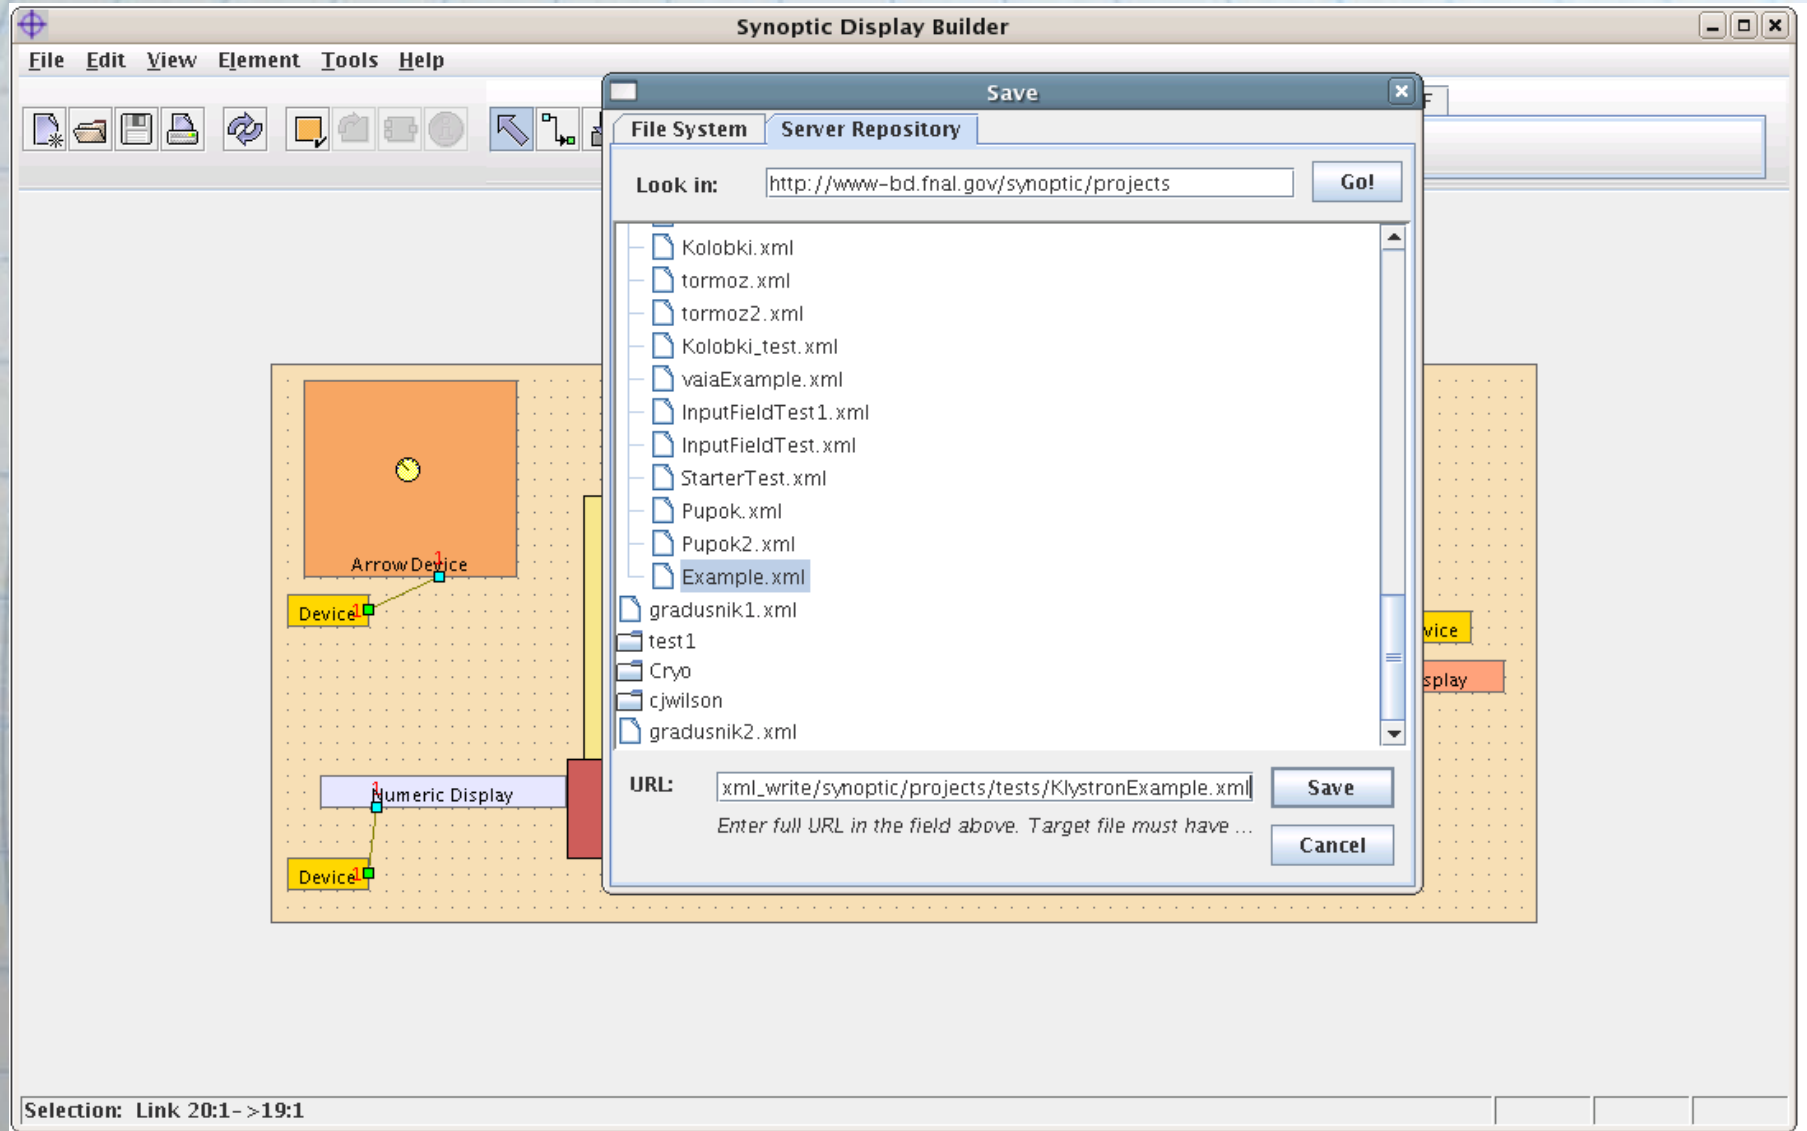 Synoptic Display Builder
File Edit View Element Tools Help
Save
F
File System Server Repository
Look in: http://www-bd.fnal.gov/synoptic/projects Go!
Kolobki.xml
tormoz.xml
tormoz2.xml
Kolobki_test.xml
vaiaExample.xml
InputFieldTest1.xml
InputFieldTest.xml
StarterTest.xml
Pupok.xml
Pupok2.xml
Example.xml
gradusnik1.xml
test1
Cryo
cjwilson
gradusnik2.xml
URL: xml_write/synoptic/projects/tests/KlystronExample.xml Save
Enter full URL in the field above. Target file must have ...
Cancel
1
Arrow Device
Device 1
1
Numeric Display
Device 1
vice
splay
Selection: Link 20:1->19:1